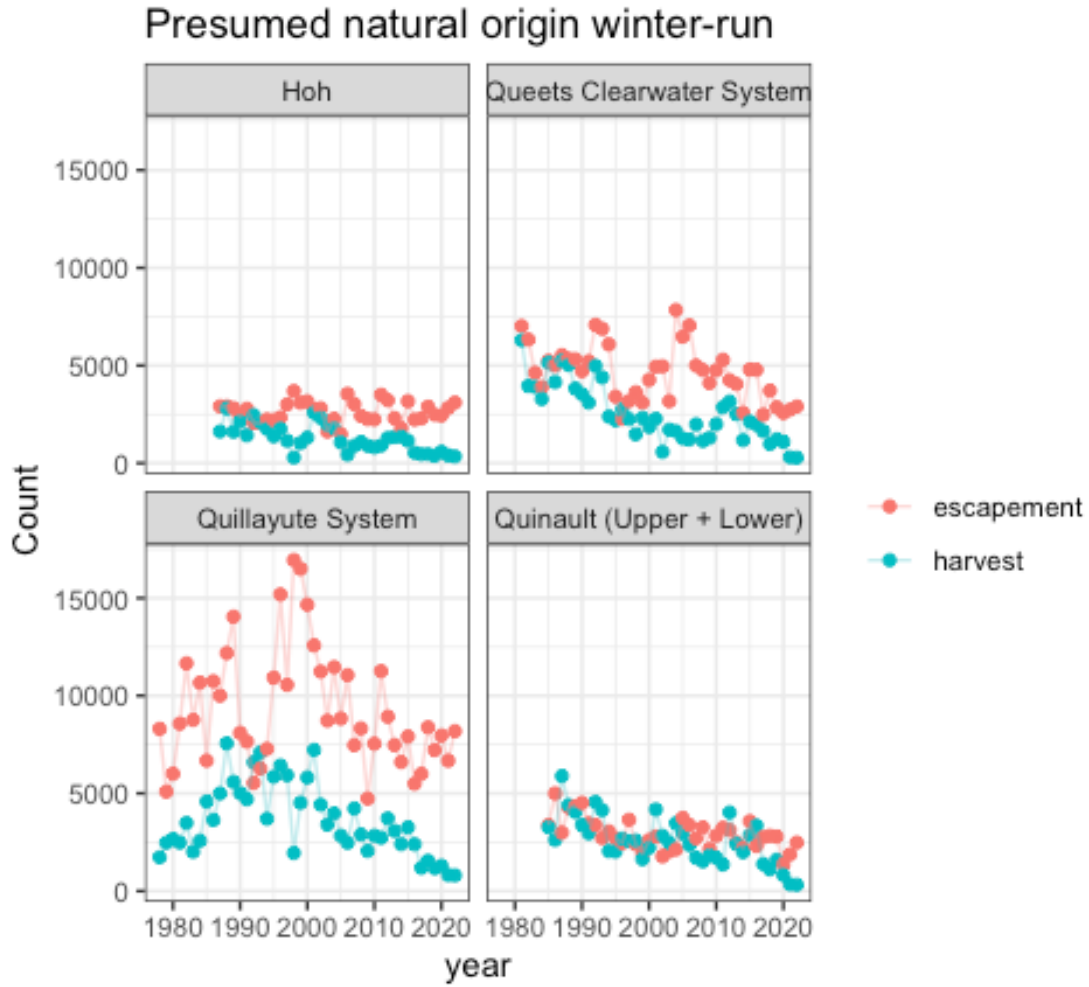 Presumed natural origin winter-run
Hoh
Queets Clearwater System
15000
10000
5000
0
Quillayute System
Quinault (Upper + Lower)
15000
10000
5000
0
Count
1980 1990 2000 2010 2020
1980 1990 2000 2010 2020
year
escapement
harvest